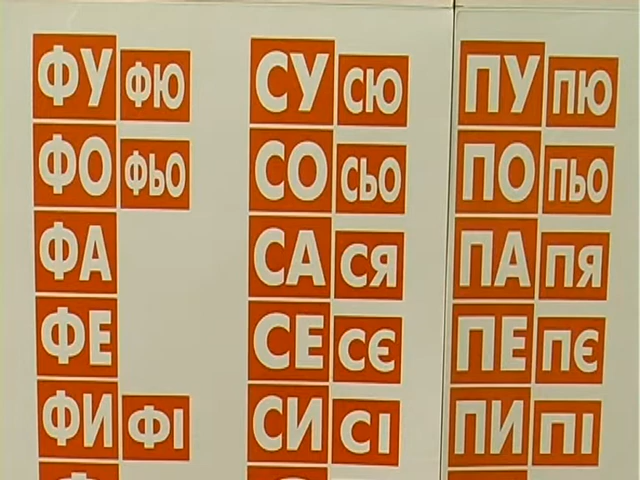 ФУ ФЮ СУ СЮ ПУ ПЮ
ФО ФЬО СО СЬО ПО ПЬО
ФА СА СЯ ПА ПЯ
ФЕ СЕ СЄ ПЕ ПЄ
ФИ ФІ СИ СІ ПИ ПІ